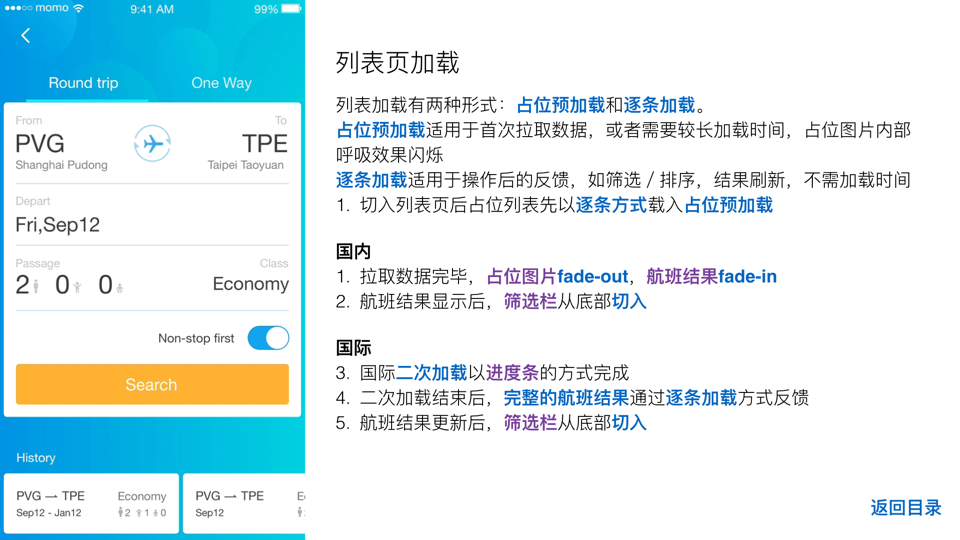 momo
9:41 AM
99%
Round trip
One Way
From
To
PVG
TPE
Shanghai Pudong
Taipei Taoyuan
Depart
Fri,Sep12
Passage
Class
2 0 0
Economy
Non-stop first
Search
History
PVG → TPE
Economy
Sep12 - Jan12
2 1 0
PVG → TPE
Sep12
列表页加载
列表加载有两种形式：占位预加载和逐条加载。
占位预加载适用于首次拉取数据，或者需要较长加载时间，占位图片内部
呼吸效果闪烁
逐条加载适用于操作后的反馈，如筛选 / 排序，结果刷新，不需加载时间
1. 切入列表页后占位列表先以逐条方式载入占位预加载
国内
1. 拉取数据完毕，占位图片fade-out，航班结果fade-in
2. 航班结果显示后，筛选栏从底部切入
国际
3. 国际二次加载以进度条的方式完成
4. 二次加载结束后，完整的航班结果通过逐条加载方式反馈
5. 航班结果更新后，筛选栏从底部切入
返回目录